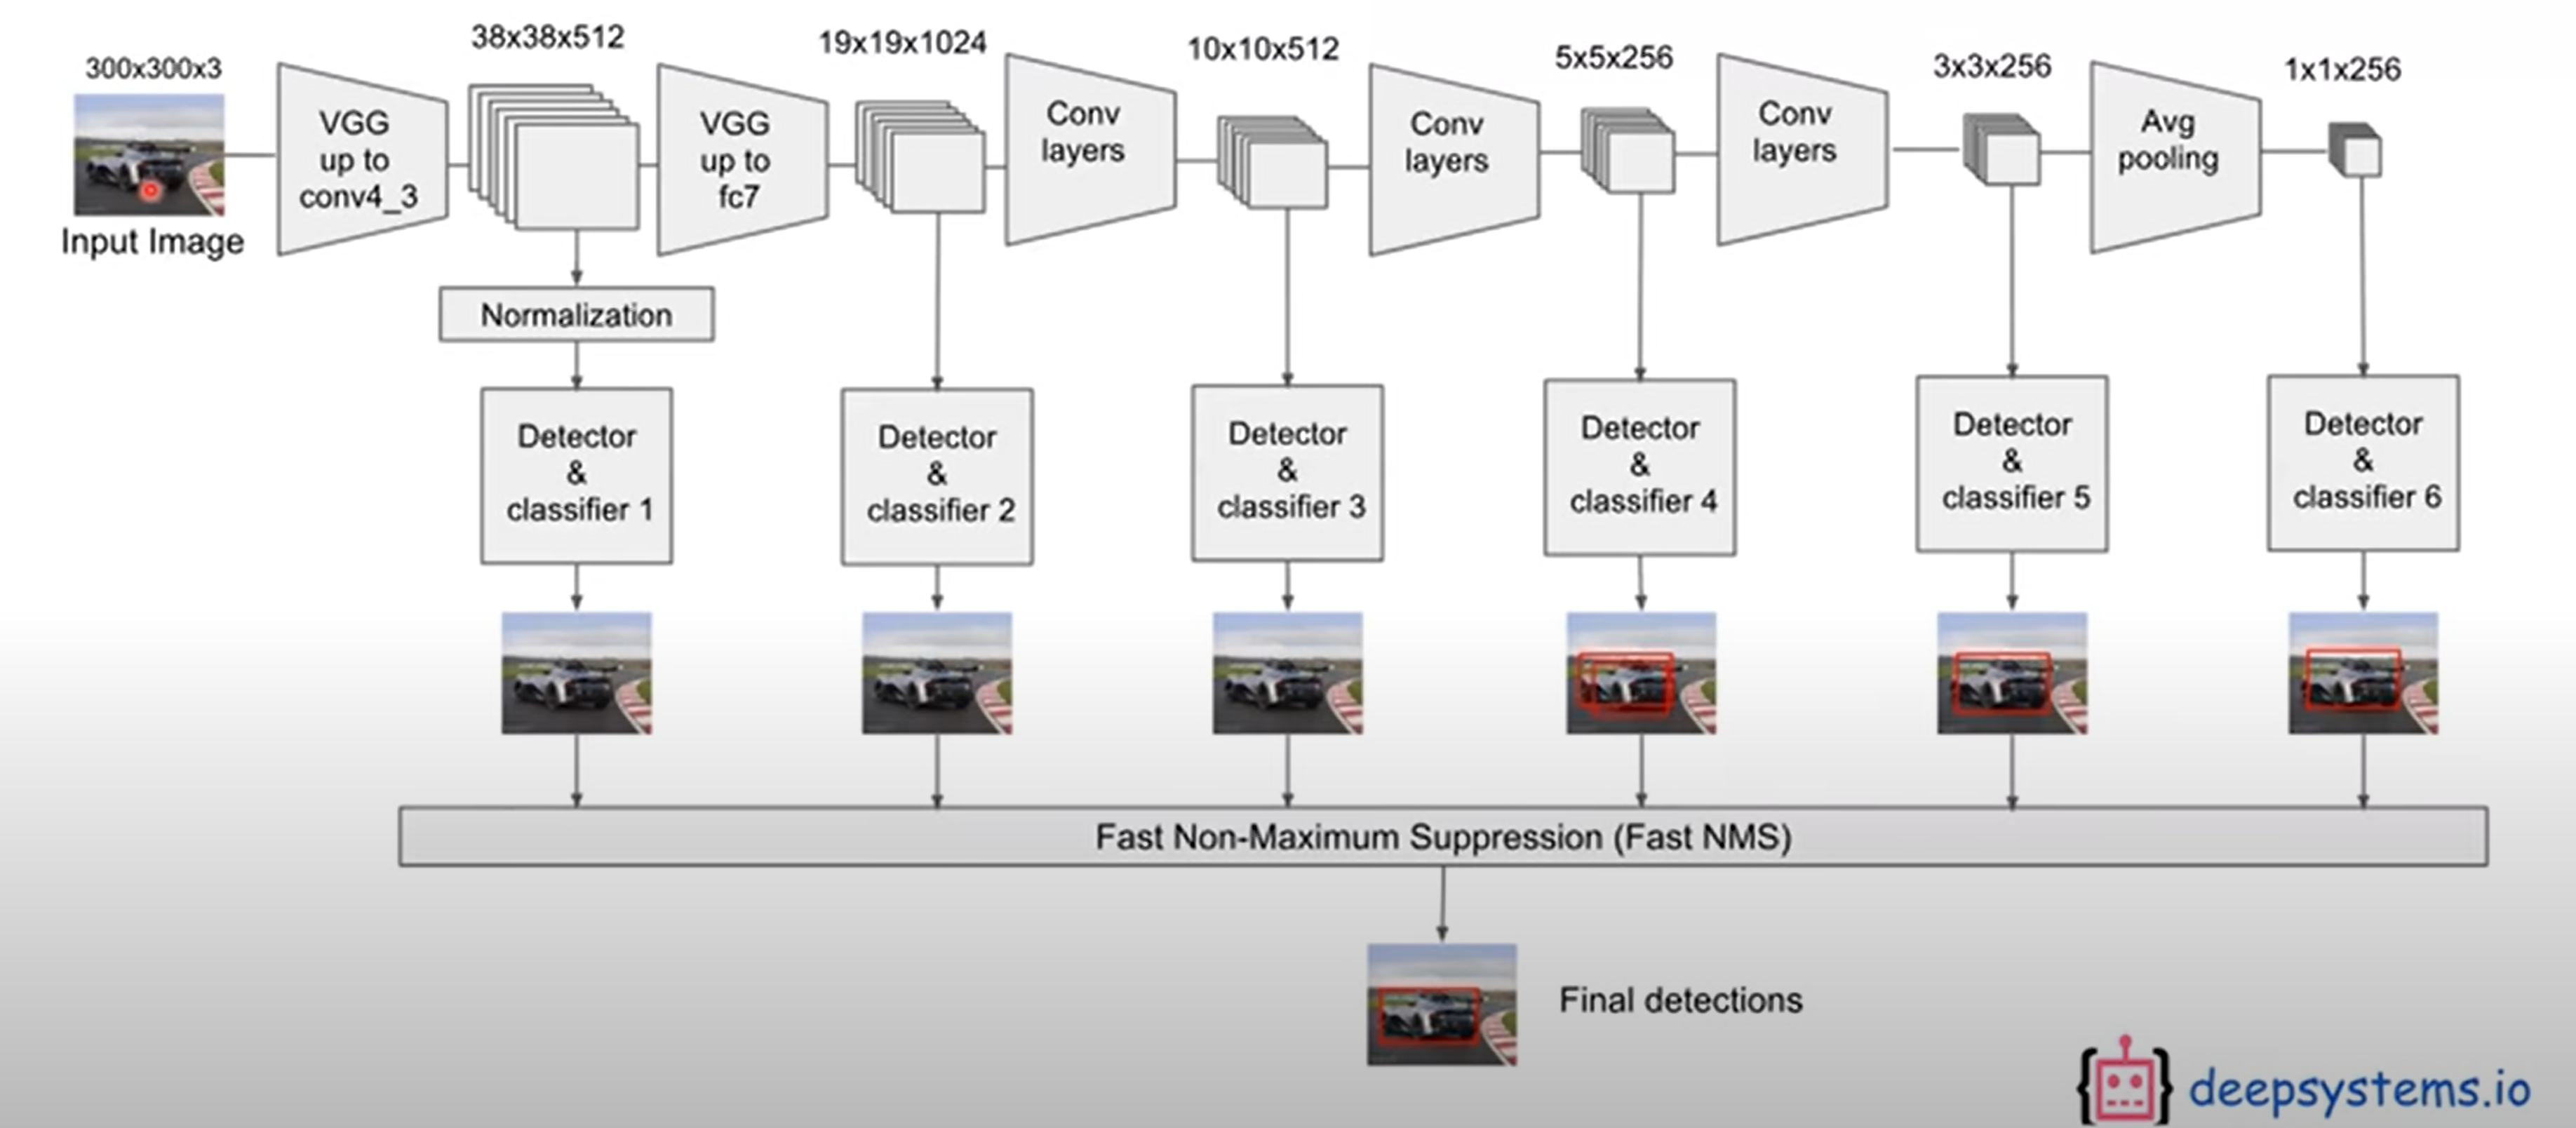 300x300x3
38x38x512
19x19x1024
10x10x512
5x5x256
3x3x256
1x1x256
Input Image
VGG
up to
conv4_3
VGG
up to
fc7
Conv
layers
Conv
layers
Conv
layers
Avg
pooling
Normalization
Detector
&
classifier 1
Detector
&
classifier 2
Detector
&
classifier 3
Detector
&
classifier 4
Detector
&
classifier 5
Detector
&
classifier 6
Fast Non-Maximum Suppression (Fast NMS)
Final detections
deepsystems.io